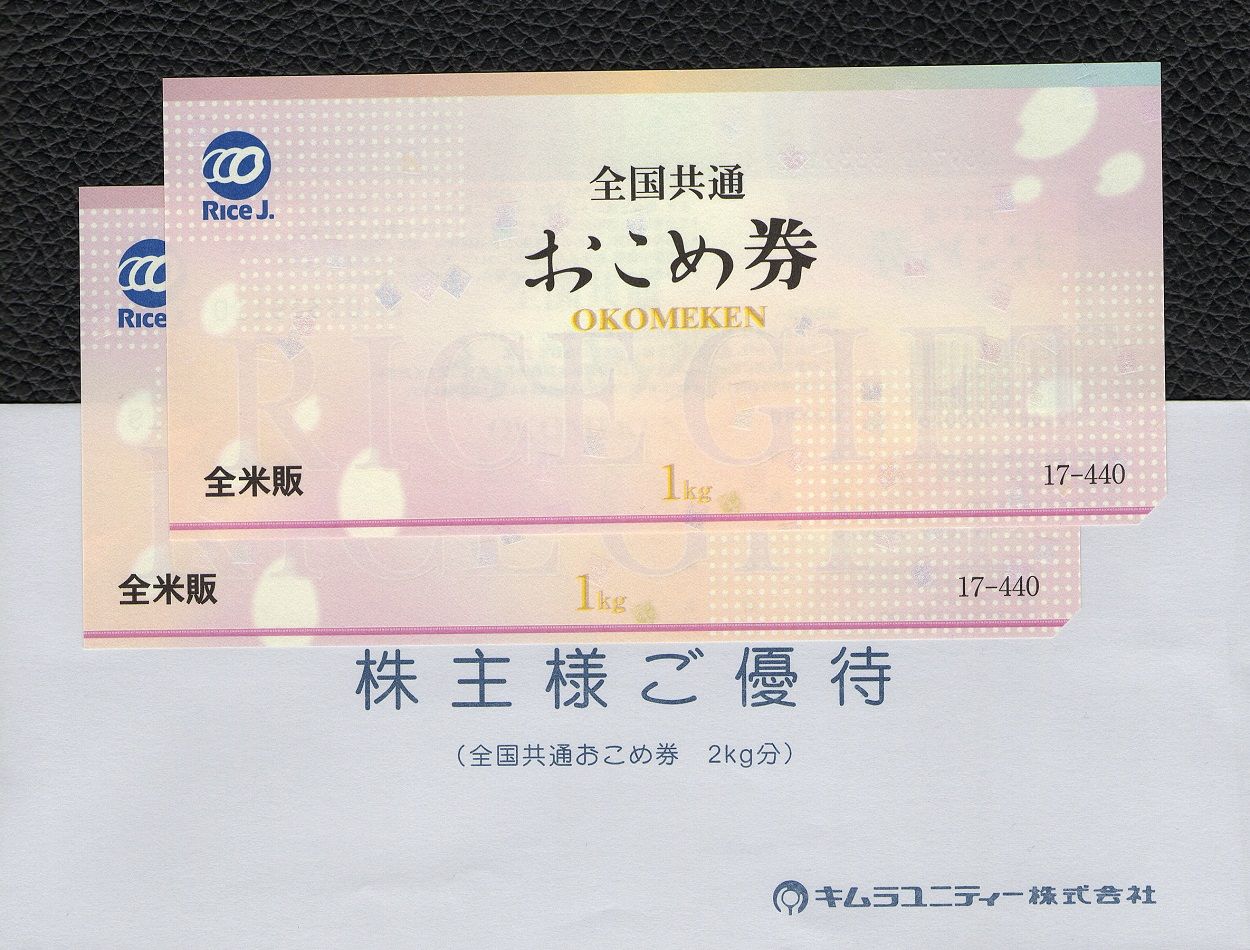 Rice J.
全国共通
おこめ券
OKOMEKEN
RICE GIFT
全米販
1kg
17-440
Rice
全米販
1kg
17-440
株主様ご優待
(全国共通おこめ券 2kg分)
キムラユニティー株式会社